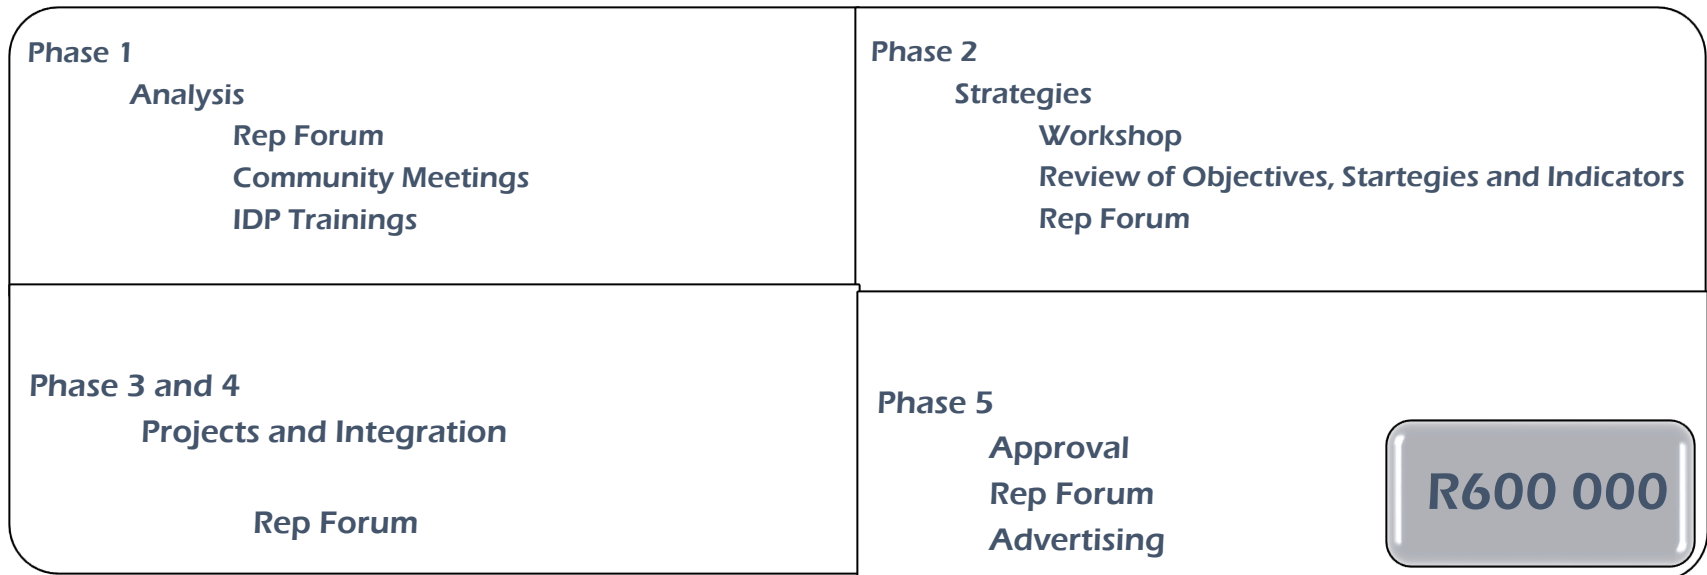 Phase 1
Analysis
Rep Forum
Community Meetings
IDP Trainings
Phase 2
Strategies
Workshop
Review of Objectives, Startegies and Indicators
Rep Forum
Phase 3 and 4
Projects and Integration
Rep Forum
Phase 5
Approval
Rep Forum
Advertising
R600 000